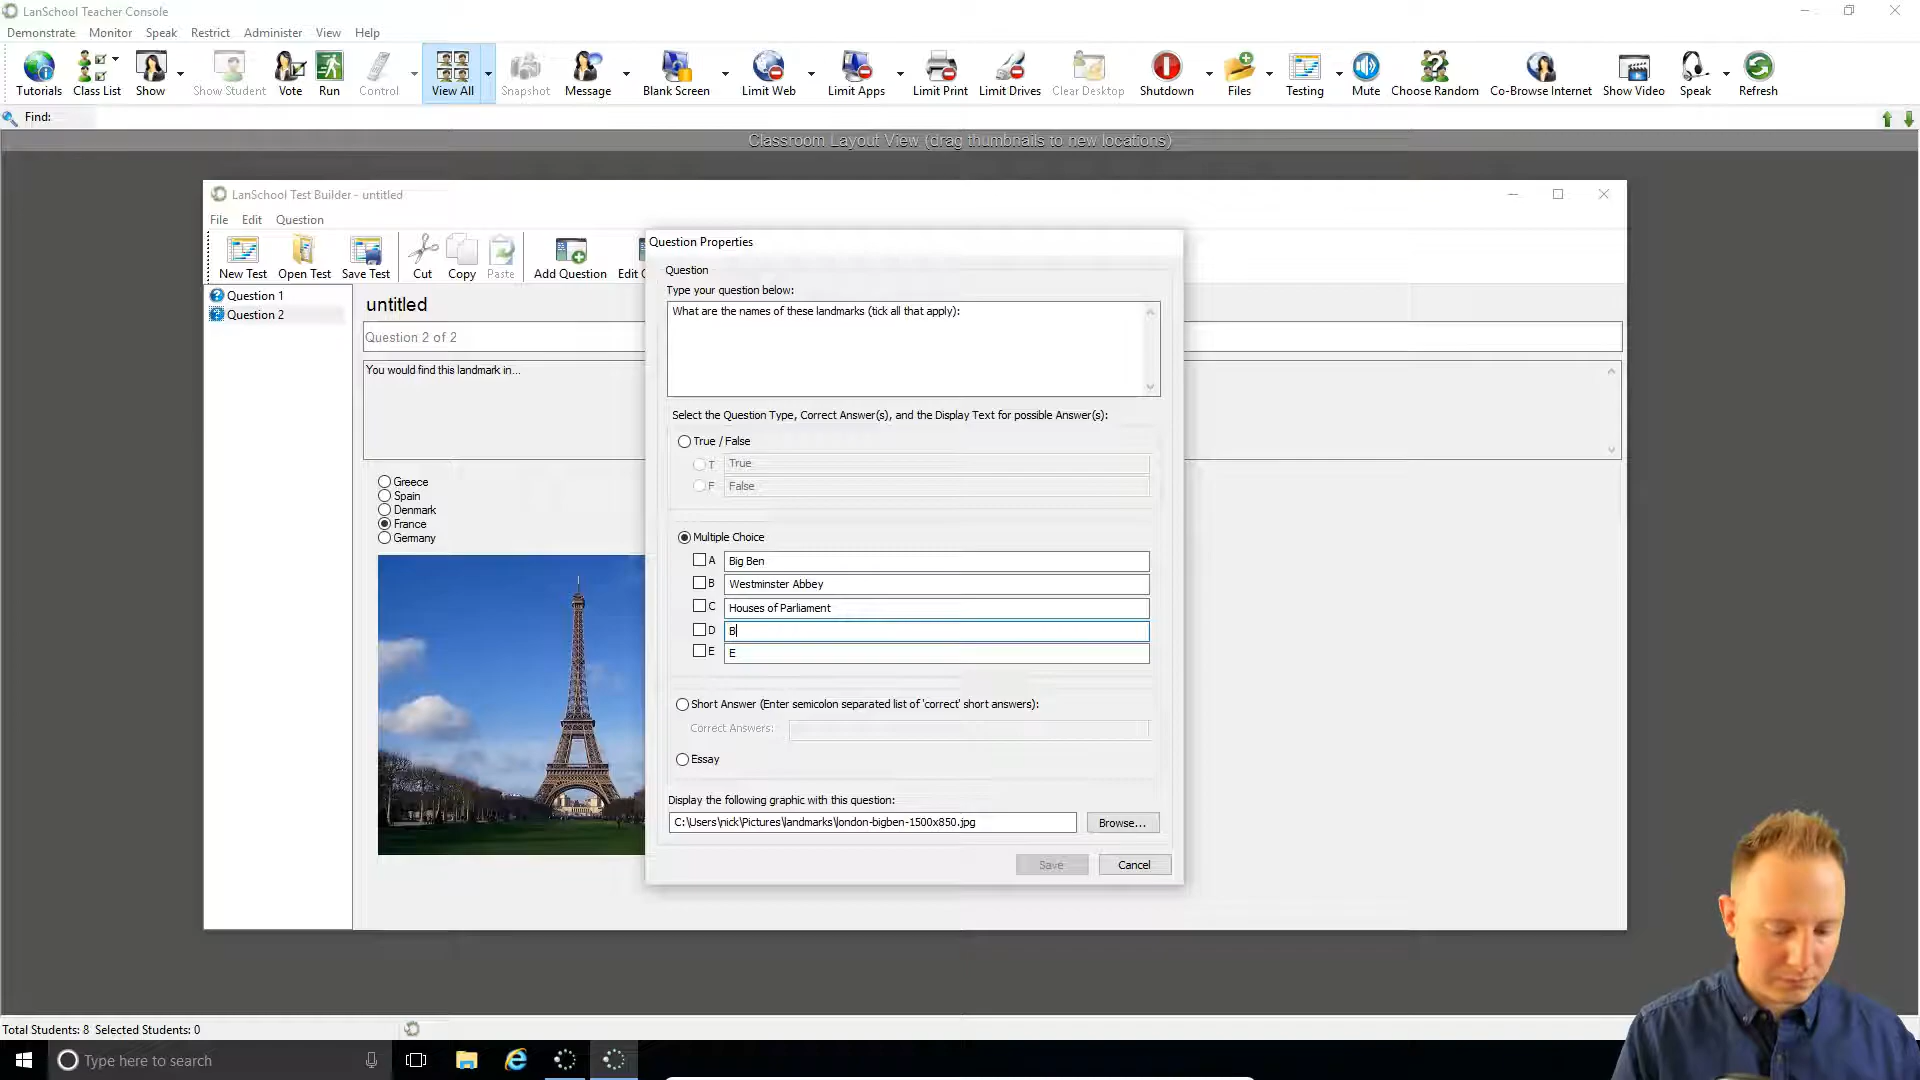 LanSchool Teacher Console
Demonstrate Monitor Speak Restrict Administer View Help
Tutorials Class List Show Show Student Vote Run Control View All Snapshot Message Blank Screen Limit Web Limit Apps Limit Print Limit Drives Clear Desktop Shutdown Files Testing Mute Choose Random Co-Browse Internet Show Video Speak Refresh
Find:
Classroom Layout View (drag thumbnails to new locations)
LanSchool Test Builder - untitled
File Edit Question
New Test Open Test Save Test Cut Copy Paste Add Question Edit
Question 1
Question 2
untitled
Question 2 of 2
You would find this landmark in...
Greece
Spain
Denmark
France
Germany
Question Properties
Question
Type your question below:
What are the names of these landmarks (tick all that apply):
Select the Question Type, Correct Answer(s), and the Display Text for possible Answer(s):
True / False
T True
F False
Multiple Choice
A Big Ben
B Westminster Abbey
C Houses of Parliament
D B
E E
Short Answer (Enter semicolon separated list of 'correct' short answers):
Correct Answers:
Essay
Display the following graphic with this question:
C:\Users\nick\Pictures\landmarks\london-bigben-1500x850.jpg
Browse...
Save Cancel
Total Students: 8 Selected Students: 0
Type here to search